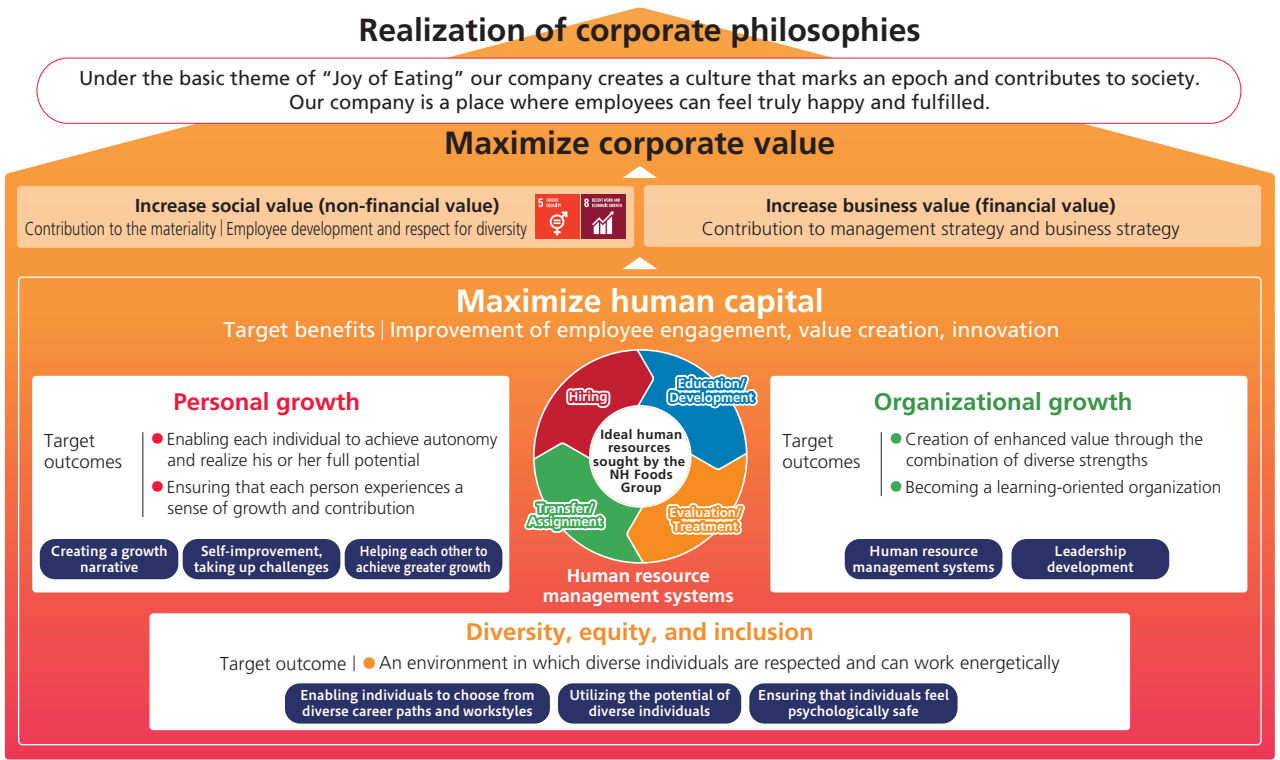 Realization of corporate philosophies
Under the basic theme of “Joy of Eating” our company creates a culture that marks an epoch and contributes to society.
Our company is a place where employees can feel truly happy and fulfilled.
Maximize corporate value
Increase social value (non-financial value)
Contribution to the materiality | Employee development and respect for diversity
5 GENDER EQUALITY
8 DECENT WORK AND ECONOMIC GROWTH
Increase business value (financial value)
Contribution to management strategy and business strategy
Maximize human capital
Target benefits | Improvement of employee engagement, value creation, innovation
Personal growth
Target
outcomes
● Enabling each individual to achieve autonomy
and realize his or her full potential
● Ensuring that each person experiences a
sense of growth and contribution
Creating a growth
narrative
Self-improvement,
taking up challenges
Helping each other to
achieve greater growth
Hiring
Education/
Development
Ideal human
resources
sought by the
NH Foods
Group
Transfer/
Assignment
Evaluation/
Treatment
Human resource
management systems
Organizational growth
Target
outcomes
● Creation of enhanced value through the
combination of diverse strengths
● Becoming a learning-oriented organization
Human resource
management systems
Leadership
development
Diversity, equity, and inclusion
Target outcome | ● An environment in which diverse individuals are respected and can work energetically
Enabling individuals to choose from
diverse career paths and workstyles
Utilizing the potential of
diverse individuals
Ensuring that individuals feel
psychologically safe